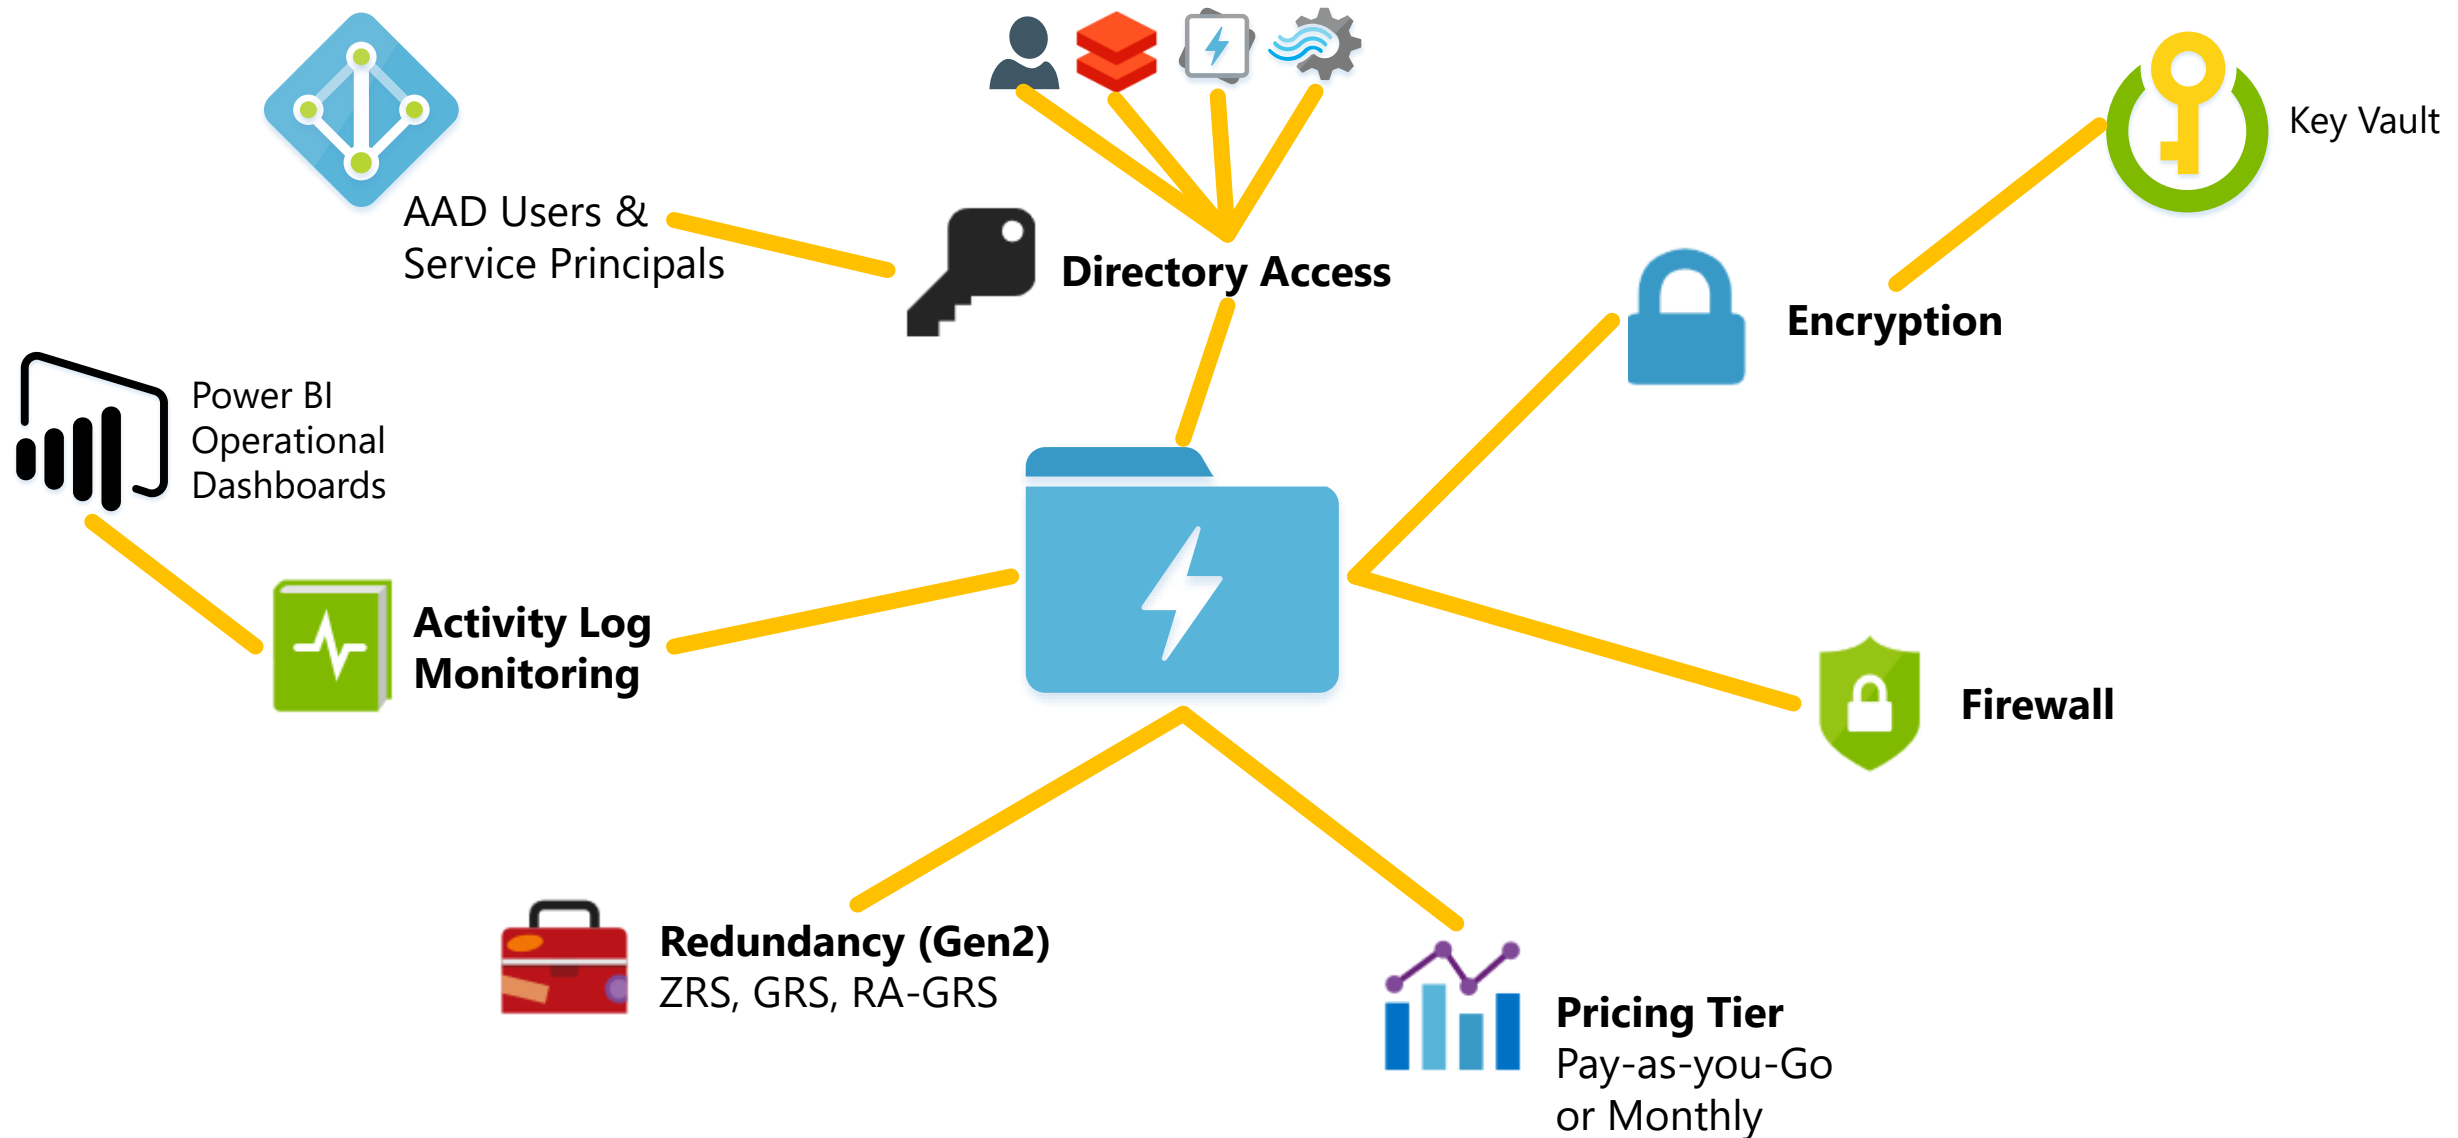 Key Vault
AAD Users &
Service Principals
Directory Access
Encryption
Power BI
Operational
Dashboards
Activity Log
Monitoring
Firewall
Redundancy (Gen2)
ZRS, GRS, RA-GRS
Pricing Tier
Pay-as-you-Go
or Monthly